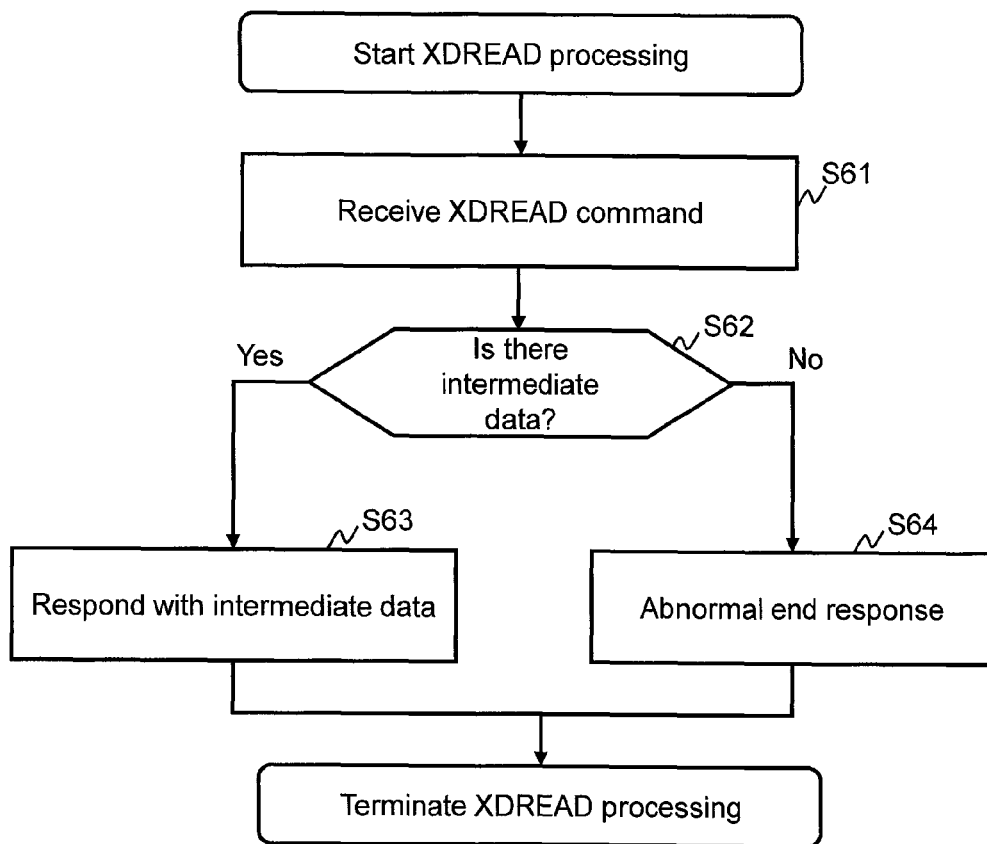 Start XDREAD processing
S61
Receive XDREAD command
S62
Yes
Is there
intermediate
data?
No
S63
S64
Respond with intermediate data
Abnormal end response
Terminate XDREAD processing